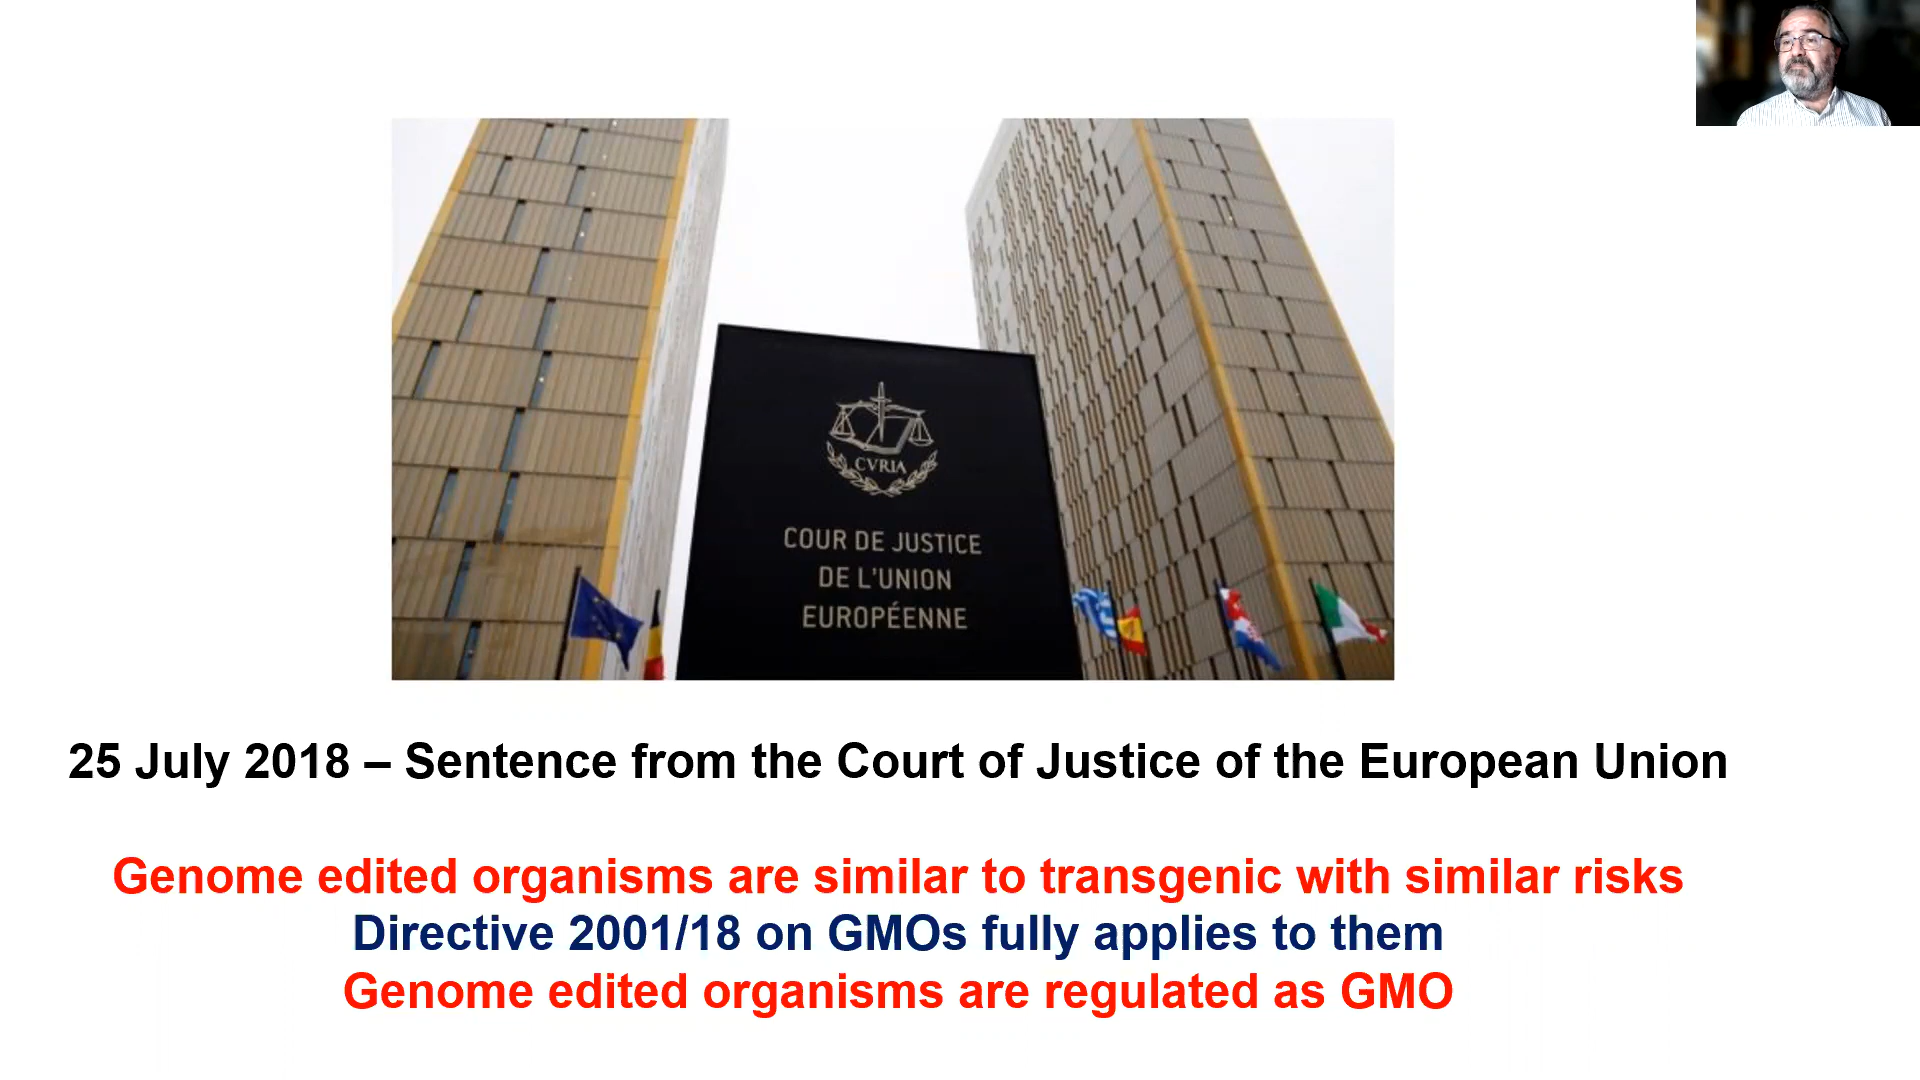 CVRIA
COUR DE JUSTICE
DE L'UNION
EUROPÉENNE
25 July 2018 – Sentence from the Court of Justice of the European Union
Genome edited organisms are similar to transgenic with similar risks
Directive 2001/18 on GMOs fully applies to them
Genome edited organisms are regulated as GMO